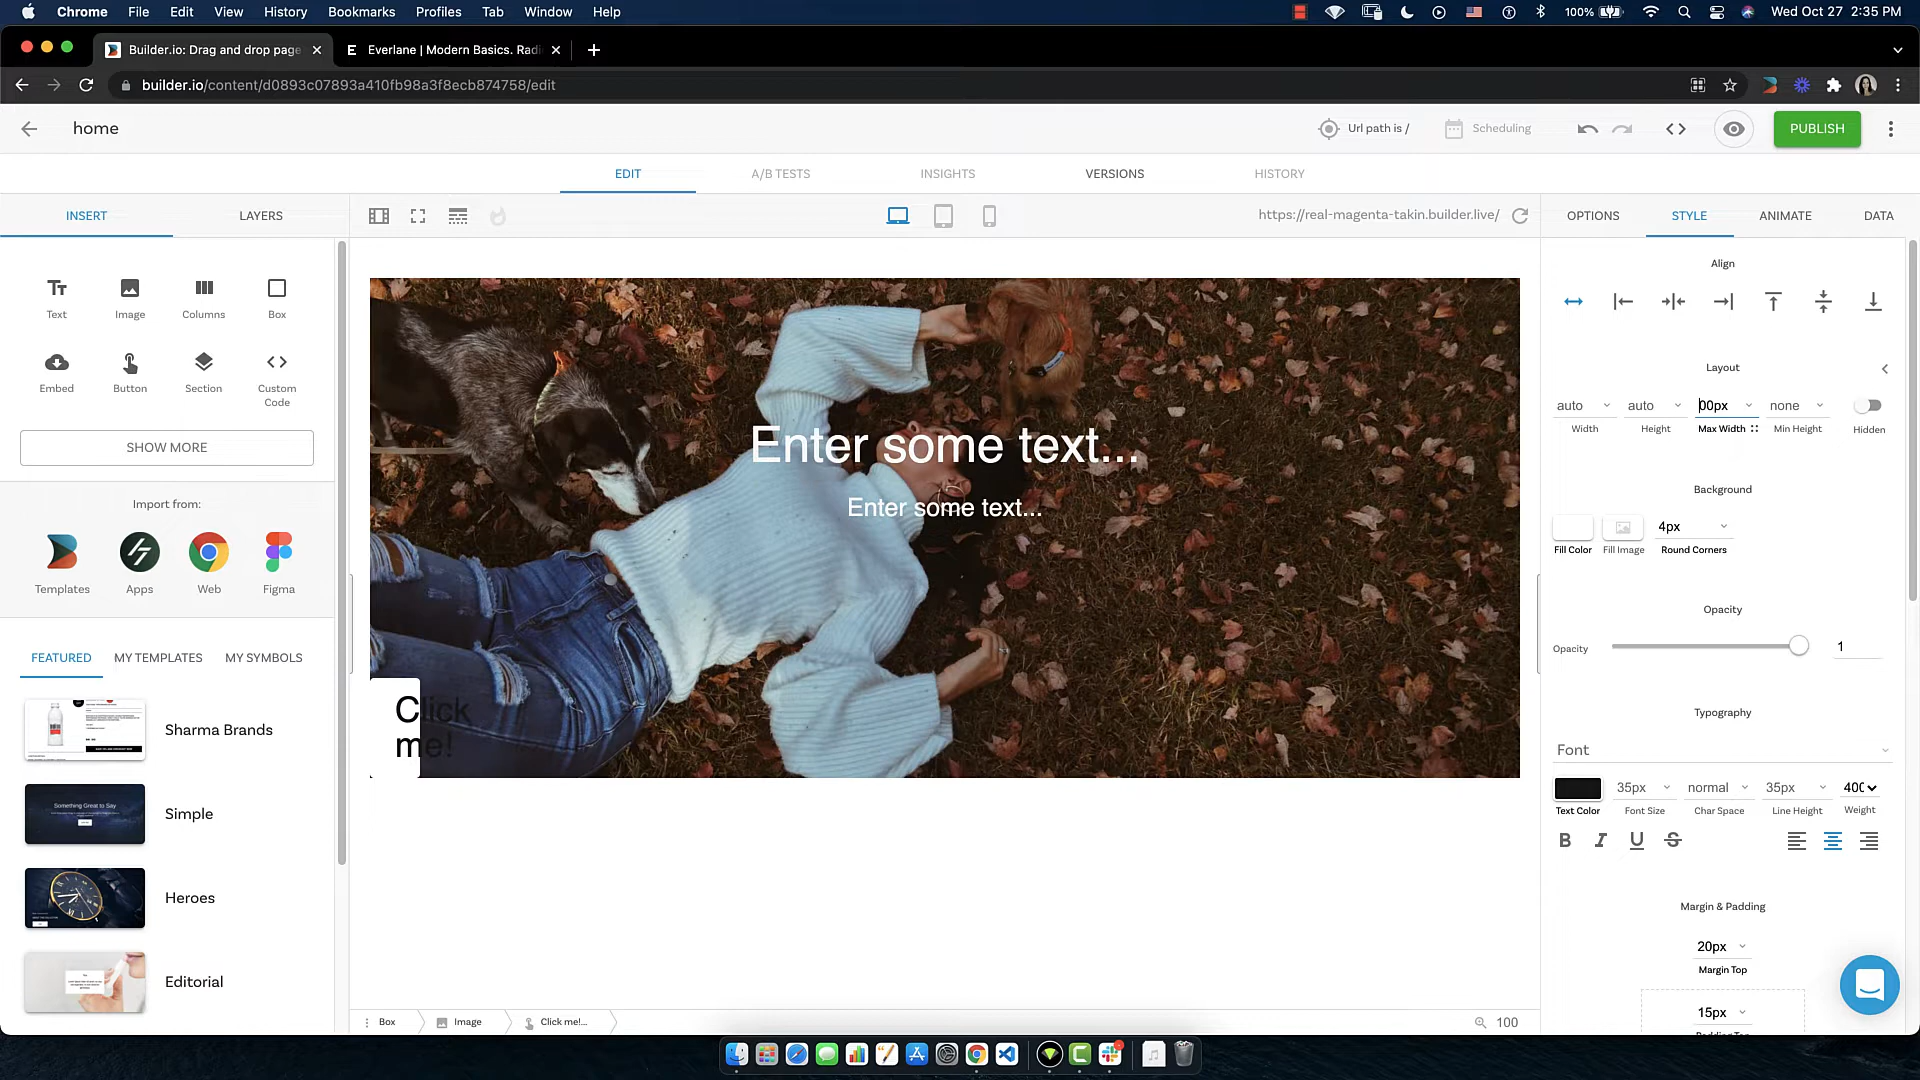 Chrome File Edit View History Bookmarks Profiles Tab Window Help 100% Wed Oct 27 2:35 PM
Builder.io: Drag and drop page
E Everlane | Modern Basics. Radi
builder.io/content/d0893c07893a410fb98a3f8ecb874758/edit
home
Url path is /
Scheduling
PUBLISH
EDIT A/B TESTS INSIGHTS VERSIONS HISTORY
INSERT LAYERS
https://real-magenta-takin.builder.live/
OPTIONS STYLE ANIMATE DATA
Text Image Columns Box
Embed Button Section Custom
Code
SHOW MORE
Import from:
Templates Apps Web Figma
FEATURED MY TEMPLATES MY SYMBOLS
Sharma Brands
Something Great to Say
Simple
Heroes
Editorial
Enter some text...
Enter some text...
Click
me!
Box Image Click me!...
100
Align
Layout
auto auto 00px none
Width Height Max Width Min Height Hidden
Background
4px
Fill Color Fill Image Round Corners
Opacity
Opacity 1
Typography
Font
35px normal 35px 400
Text Color Font Size Char Space Line Height Weight
B I U S
Margin & Padding
20px
Margin Top
15px